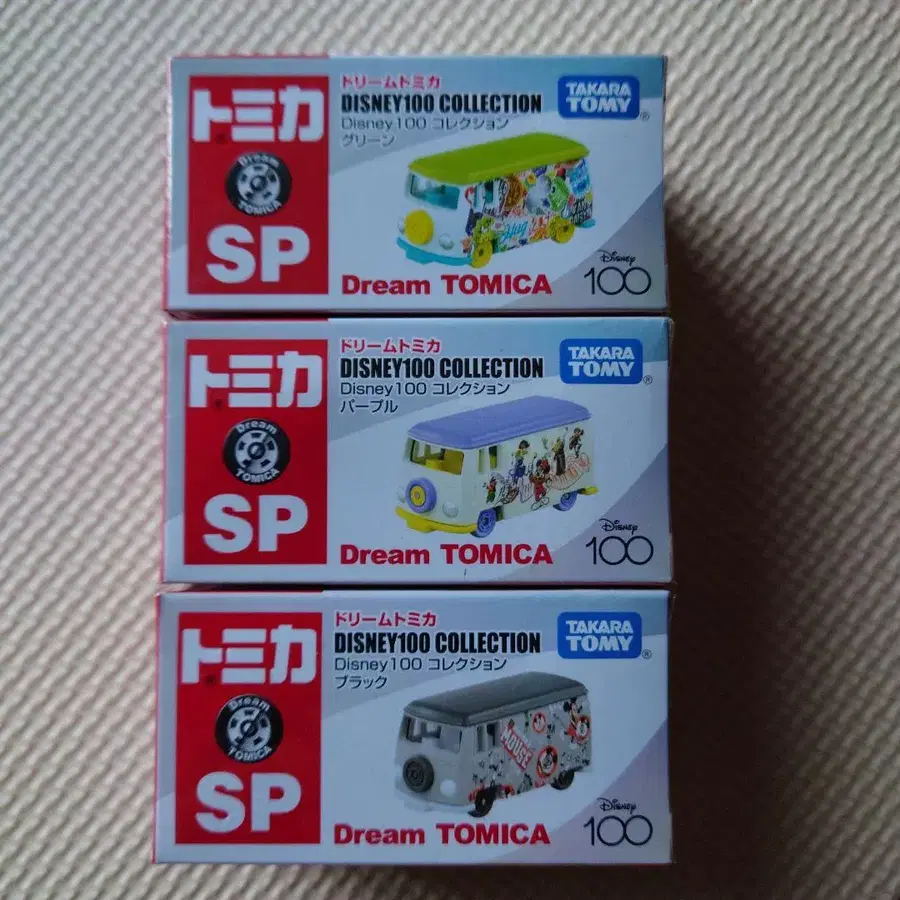 トミカ
Dream
TOMICA
SP
ドリームトミカ
DISNEY100 COLLECTION
Disney100 コレクション
グリーン
TAKARA
TOMY®
Hug
Dream TOMICA
Disney
100
トミカ
Dream
TOMICA
SP
ドリームトミカ
DISNEY100 COLLECTION
Disney100 コレクション
パープル
TAKARA
TOMY®
Dream TOMICA
Disney
100
トミカ
Dream
TOMICA
SP
ドリームトミカ
DISNEY100 COLLECTION
Disney100 コレクション
ブラック
TAKARA
TOMY®
MOUSE
Dream TOMICA
Disney
100